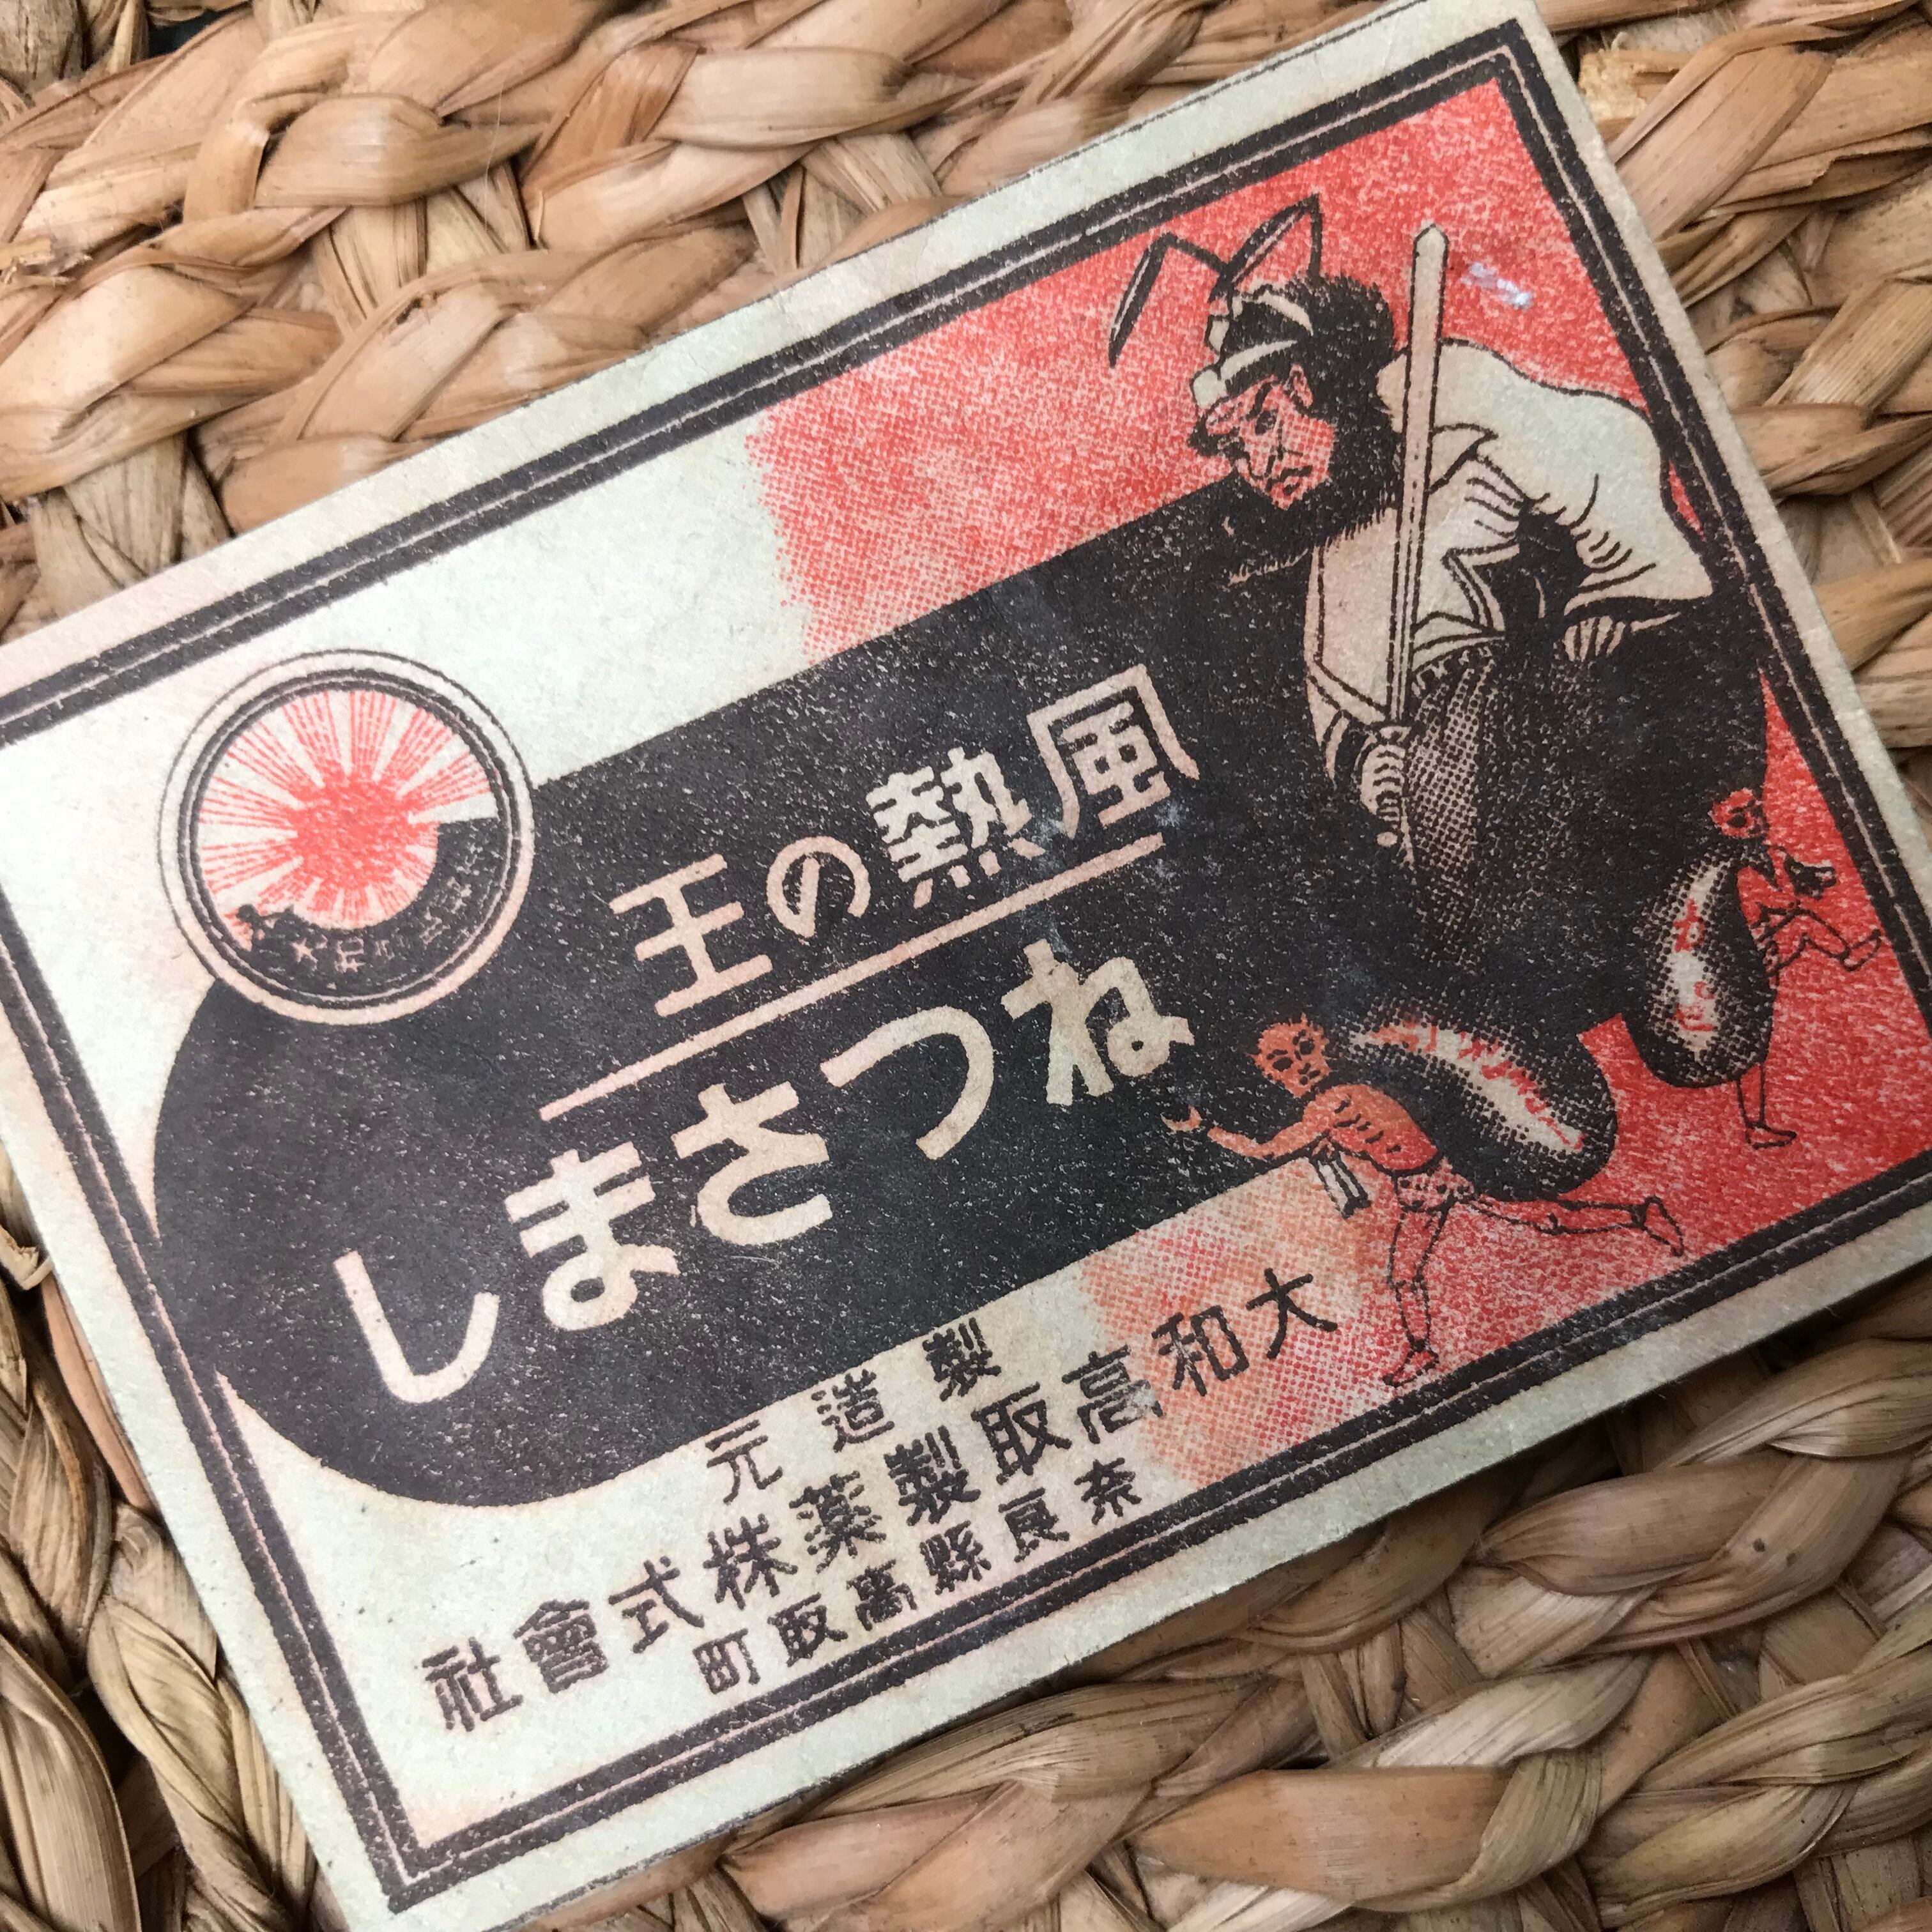 風熱の王
ねつさまし
製造元
大和高取製薬株式會社
奈良縣高取町